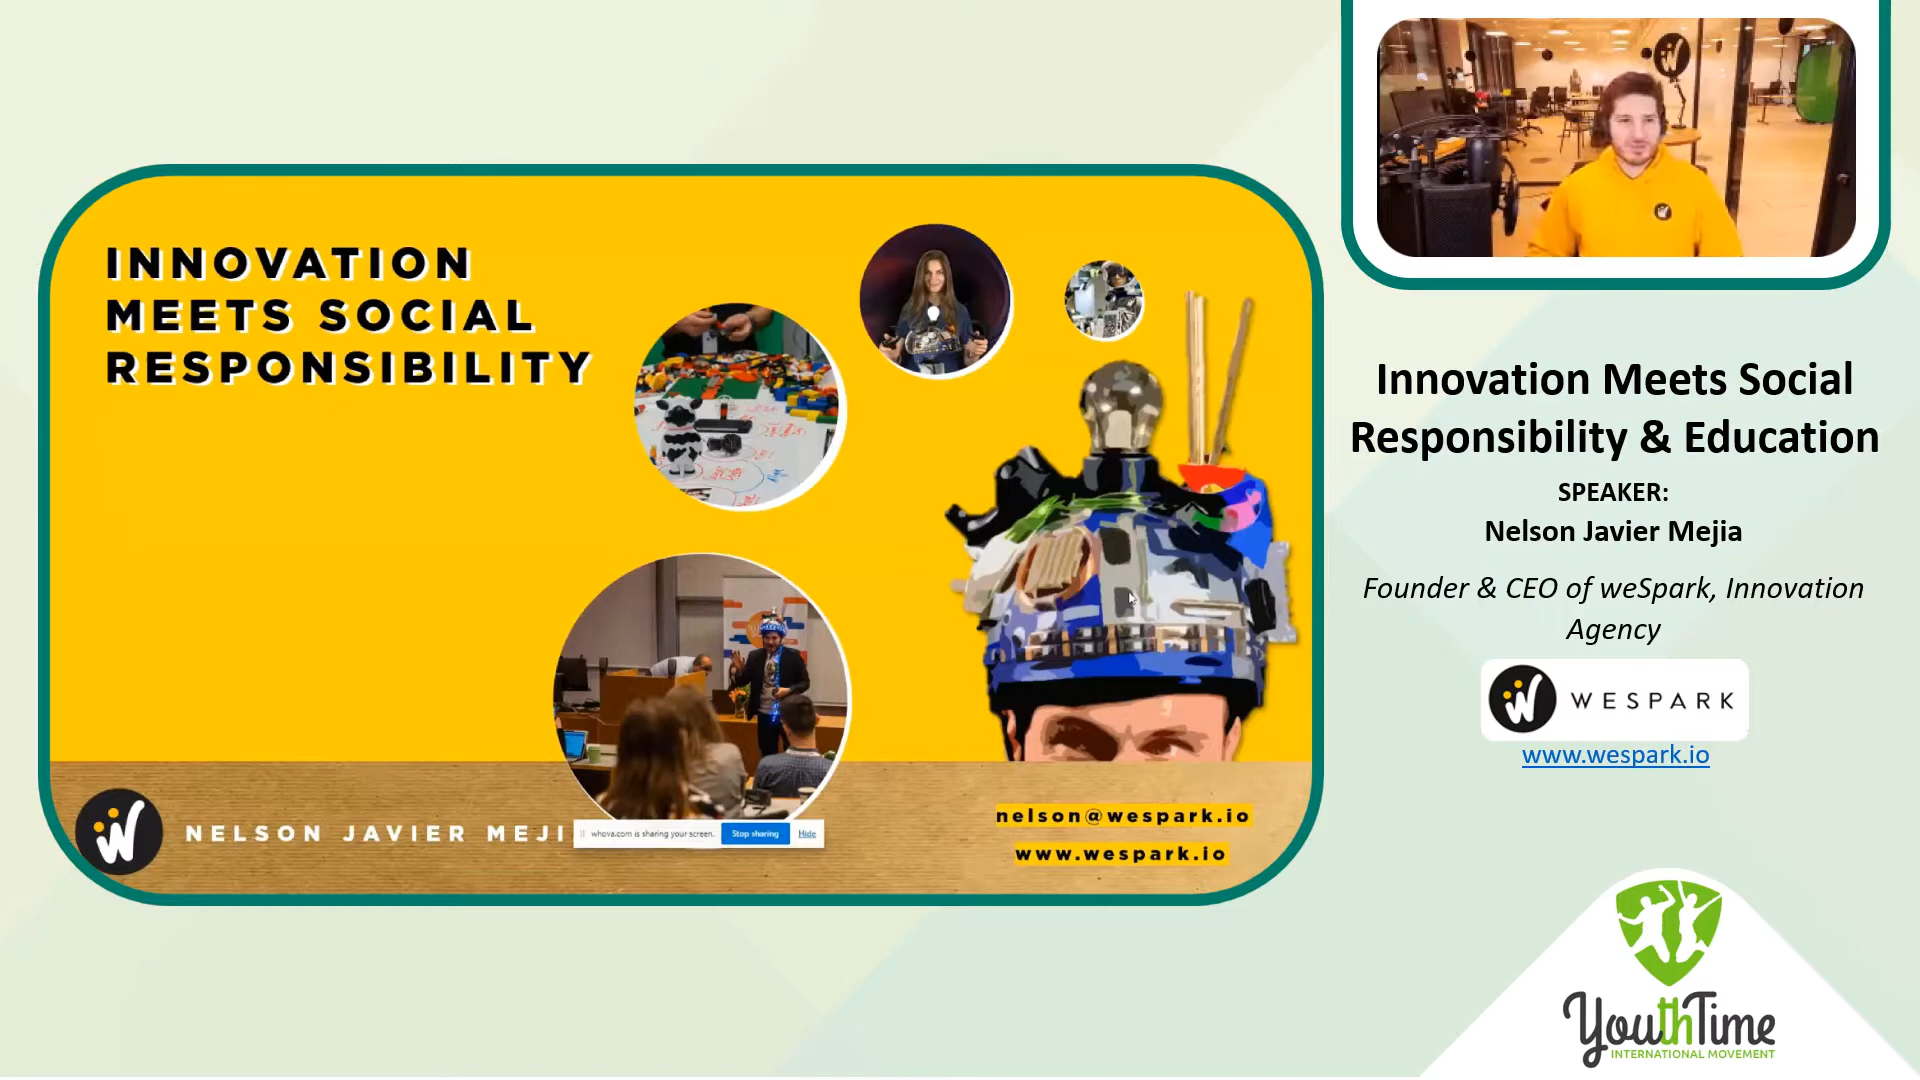 INNOVATION
MEETS SOCIAL
RESPONSIBILITY
NELSON JAVIER MEJI
whova.com is sharing your screen. Stop sharing Hide
nelson@wespark.io
www.wespark.io
Innovation Meets Social
Responsibility & Education
SPEAKER:
Nelson Javier Mejia
Founder & CEO of weSpark, Innovation
Agency
WESPARK
www.wespark.io
YouthTime
INTERNATIONAL MOVEMENT